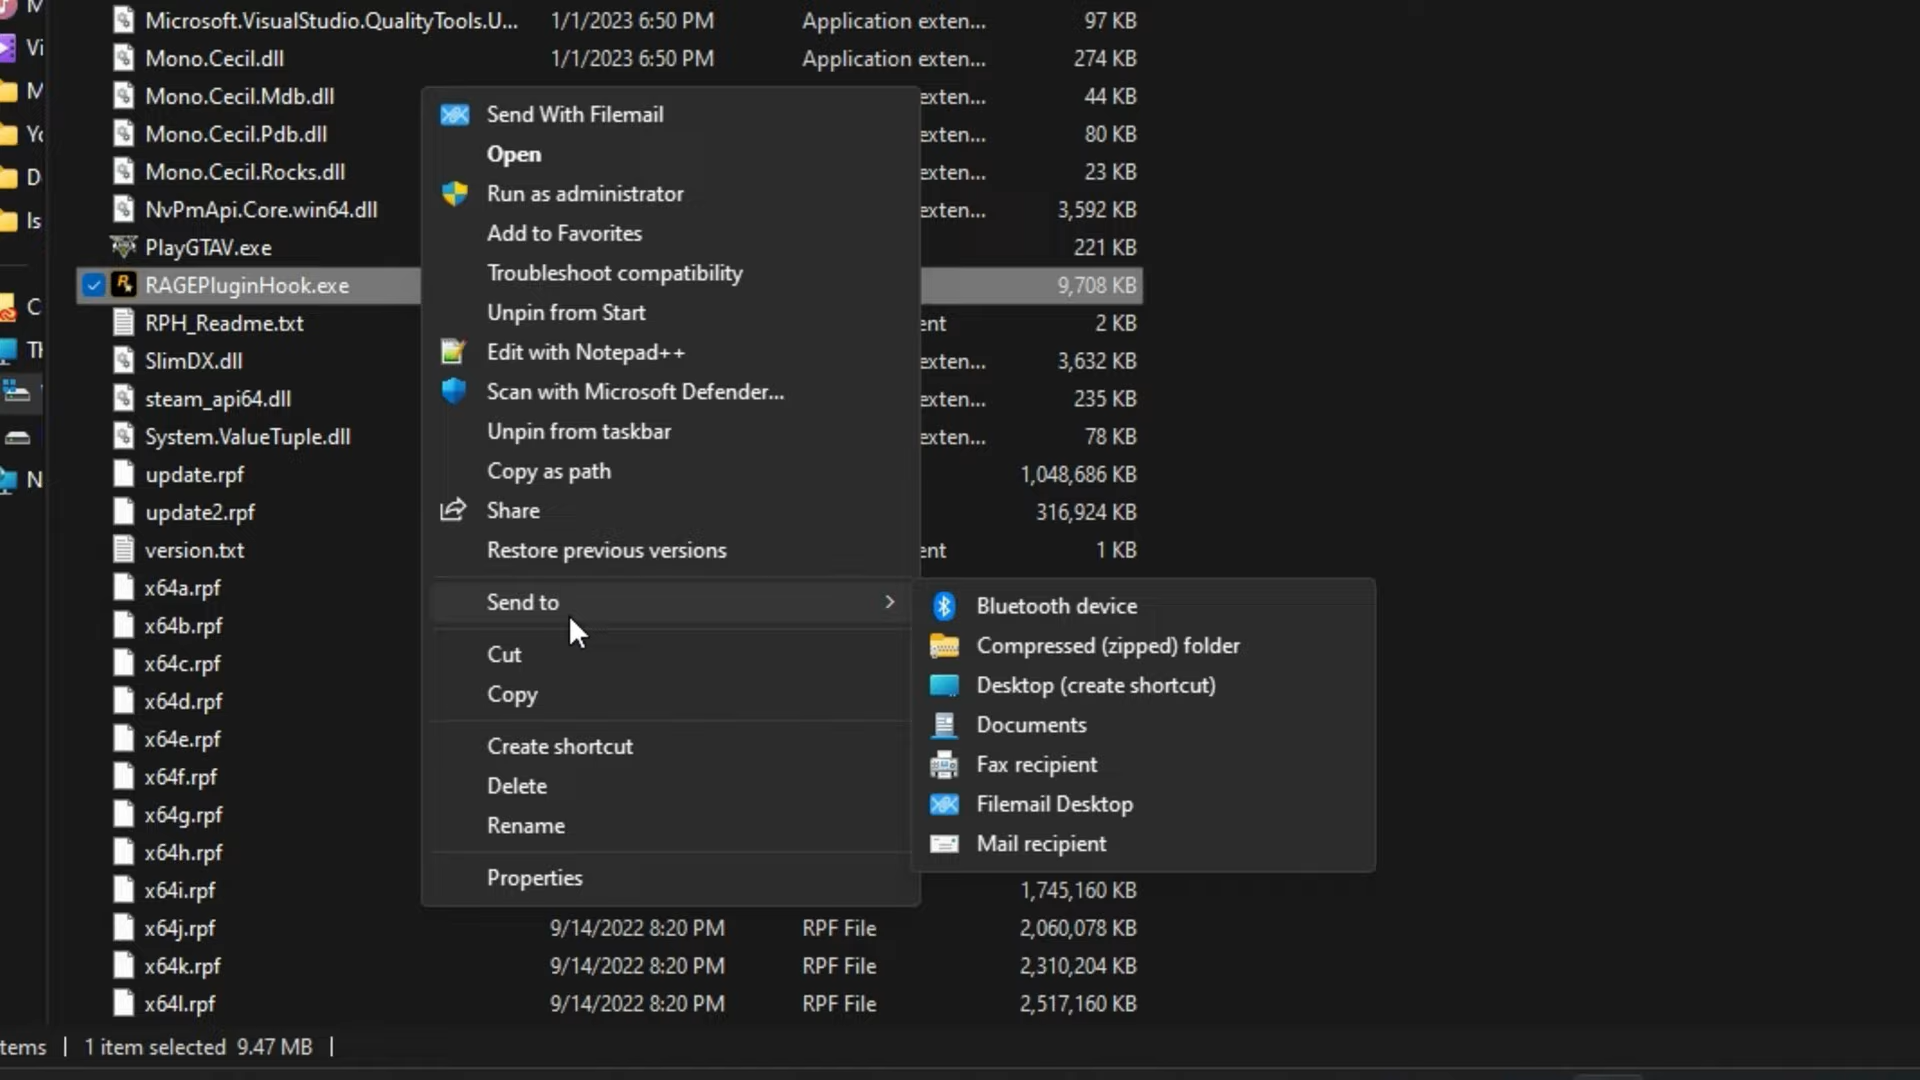 M
Microsoft.VisualStudio.QualityTools.U... 1/1/2023 6:50 PM Application exten... 97 KB
Vi
Mono.Cecil.dll 1/1/2023 6:50 PM Application exten... 274 KB
M
Mono.Cecil.Mdb.dll exten... 44 KB
Yo
Mono.Cecil.Pdb.dll exten... 80 KB
D
Mono.Cecil.Rocks.dll exten... 23 KB
Is
NvPmApi.Core.win64.dll exten... 3,592 KB
PlayGTAV.exe 221 KB
RAGEPluginHook.exe 9,708 KB
C
RPH_Readme.txt ent 2 KB
Th
SlimDX.dll exten... 3,632 KB
steam_api64.dll exten... 235 KB
System.ValueTuple.dll exten... 78 KB
N
update.rpf 1,048,686 KB
update2.rpf 316,924 KB
version.txt ent 1 KB
x64a.rpf
x64b.rpf
x64c.rpf
x64d.rpf
x64e.rpf
x64f.rpf
x64g.rpf
x64h.rpf
x64i.rpf 1,745,160 KB
x64j.rpf 9/14/2022 8:20 PM RPF File 2,060,078 KB
x64k.rpf 9/14/2022 8:20 PM RPF File 2,310,204 KB
x64l.rpf 9/14/2022 8:20 PM RPF File 2,517,160 KB
Send With Filemail
Open
Run as administrator
Add to Favorites
Troubleshoot compatibility
Unpin from Start
Edit with Notepad++
Scan with Microsoft Defender...
Unpin from taskbar
Copy as path
Share
Restore previous versions
Send to
Cut
Copy
Create shortcut
Delete
Rename
Properties
Bluetooth device
Compressed (zipped) folder
Desktop (create shortcut)
Documents
Fax recipient
Filemail Desktop
Mail recipient
tems | 1 item selected 9.47 MB |